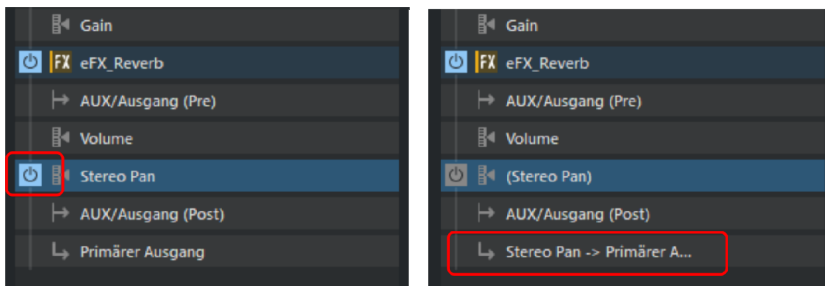 Gain
FX eFX_Reverb
AUX/Ausgang (Pre)
Volume
Stereo Pan
AUX/Ausgang (Post)
Primärer Ausgang
Gain
FX eFX_Reverb
AUX/Ausgang (Pre)
Volume
(Stereo Pan)
AUX/Ausgang (Post)
Stereo Pan -> Primärer A...